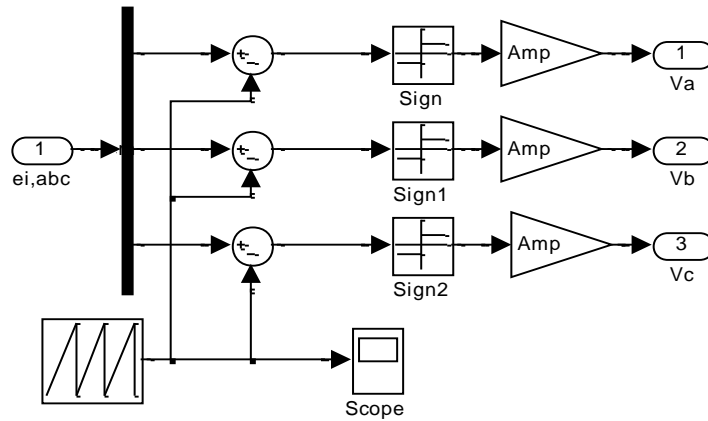 Amp
1
Sign
Va
1
Amp
2
ei,abc
Sign1
Vb
Amp
3
Sign2
Vc
Scope